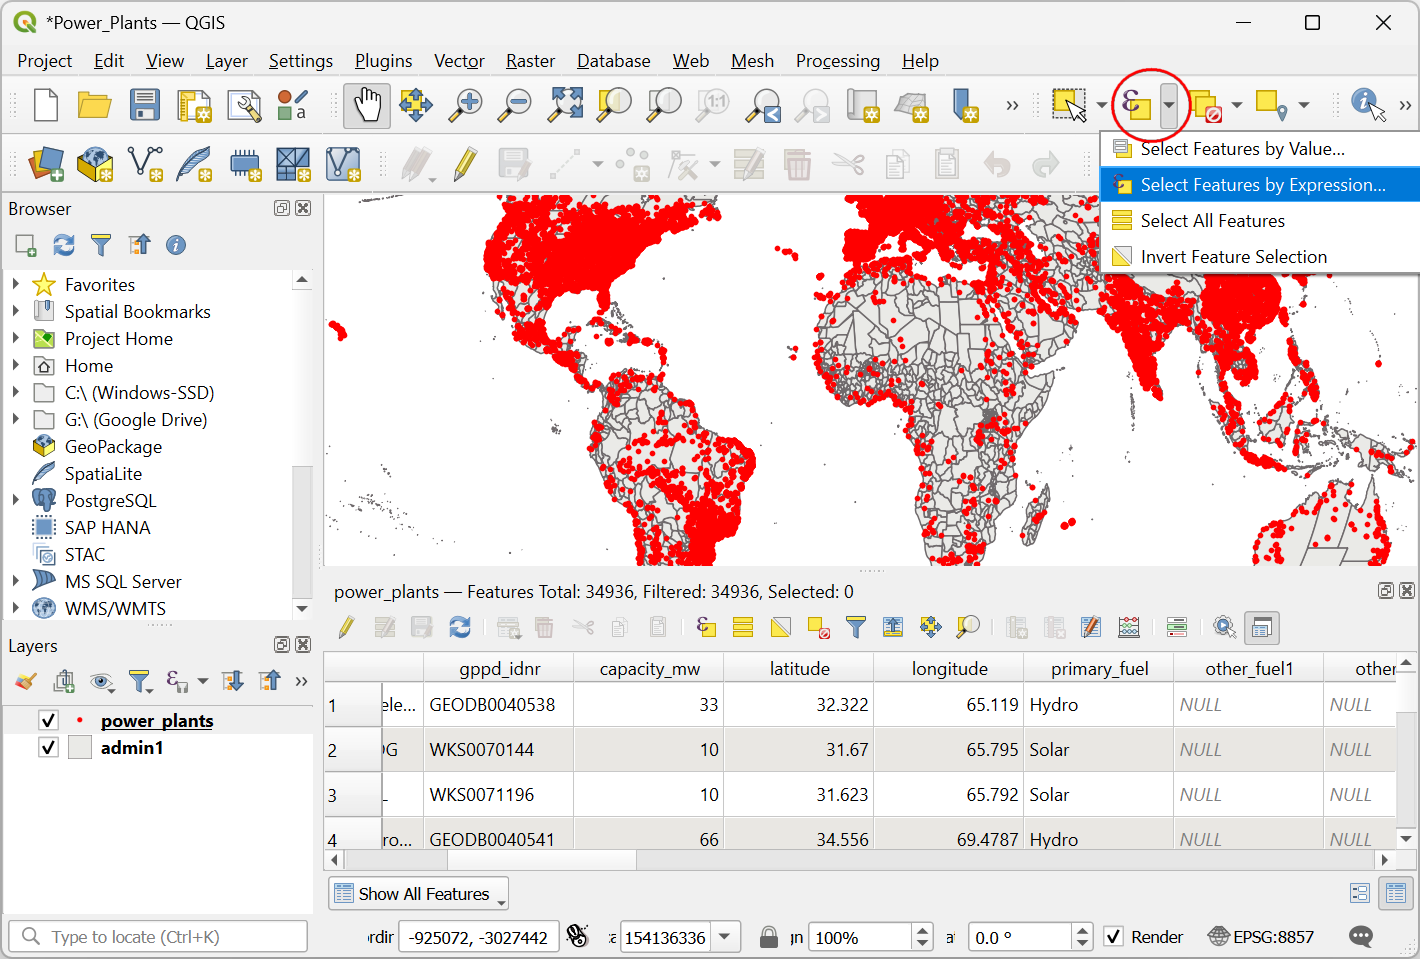 *Power_Plants — QGIS
Project Edit View Layer Settings Plugins Vector Raster Database Web Mesh Processing Help
1:1
»
»
a
Select Features by Value...
Select Features by Expression...
Select All Features
Invert Feature Selection
Browser
Favorites
Spatial Bookmarks
Project Home
Home
C:\ (Windows-SSD)
G:\ (Google Drive)
GeoPackage
SpatiaLite
PostgreSQL
SAP HANA
STAC
MS SQL Server
WMS/WMTS
Layers
»
power_plants
admin1
power_plants — Features Total: 34936, Filtered: 34936, Selected: 0
gppd_idnr capacity_mw latitude longitude primary_fuel other_fuel1 other
1 ele... GEODB0040538 33 32.322 65.119 Hydro NULL NULL
2 OG WKS0070144 10 31.67 65.795 Solar NULL NULL
3 WKS0071196 10 31.623 65.792 Solar NULL NULL
4 ro... GEODB0040541 66 34.556 69.4787 Hydro NULL NULL
Show All Features
Type to locate (Ctrl+K) ordir -925072, -3027442 154136336 gn 100% at 0.0 ° Render EPSG:8857